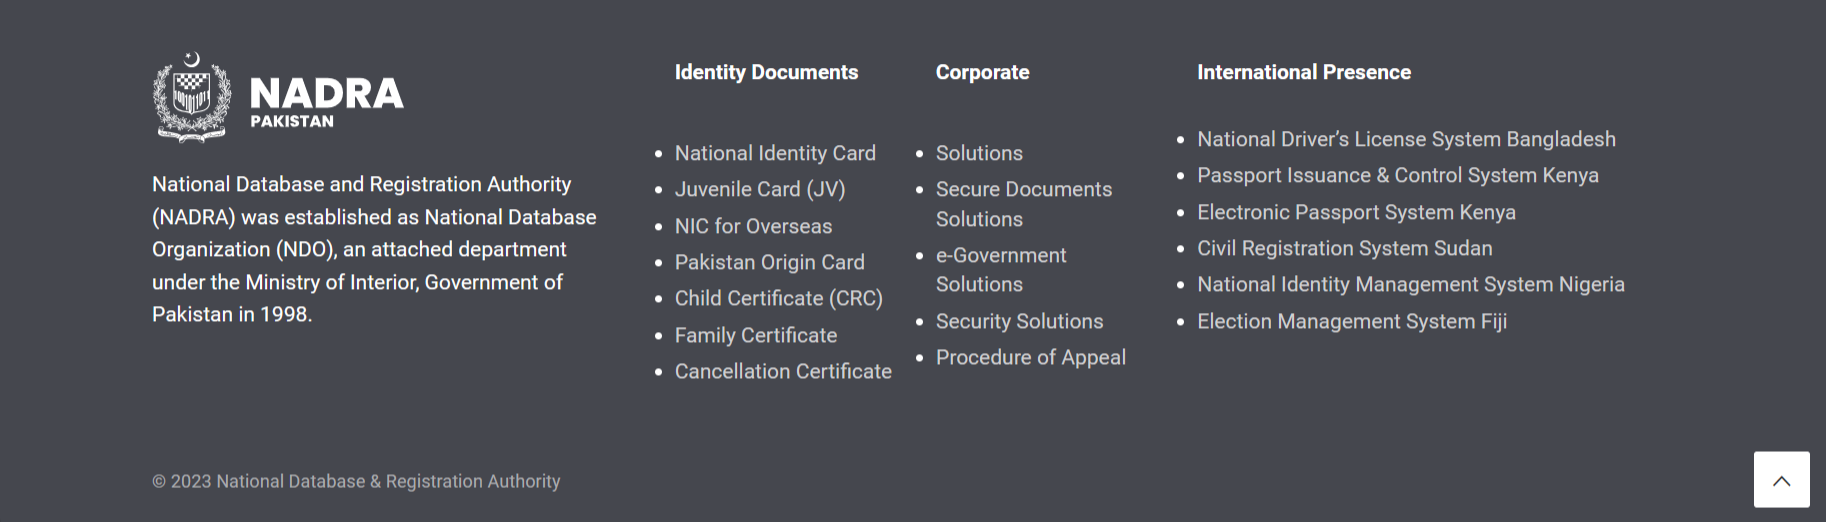 NADRA
PAKISTAN
National Database and Registration Authority
(NADRA) was established as National Database
Organization (NDO), an attached department
under the Ministry of Interior, Government of
Pakistan in 1998.
Identity Documents
National Identity Card
Juvenile Card (JV)
NIC for Overseas
Pakistan Origin Card
Child Certificate (CRC)
Family Certificate
Cancellation Certificate
Corporate
Solutions
Secure Documents
Solutions
e-Government
Solutions
Security Solutions
Procedure of Appeal
International Presence
National Driver’s License System Bangladesh
Passport Issuance & Control System Kenya
Electronic Passport System Kenya
Civil Registration System Sudan
National Identity Management System Nigeria
Election Management System Fiji
© 2023 National Database & Registration Authority